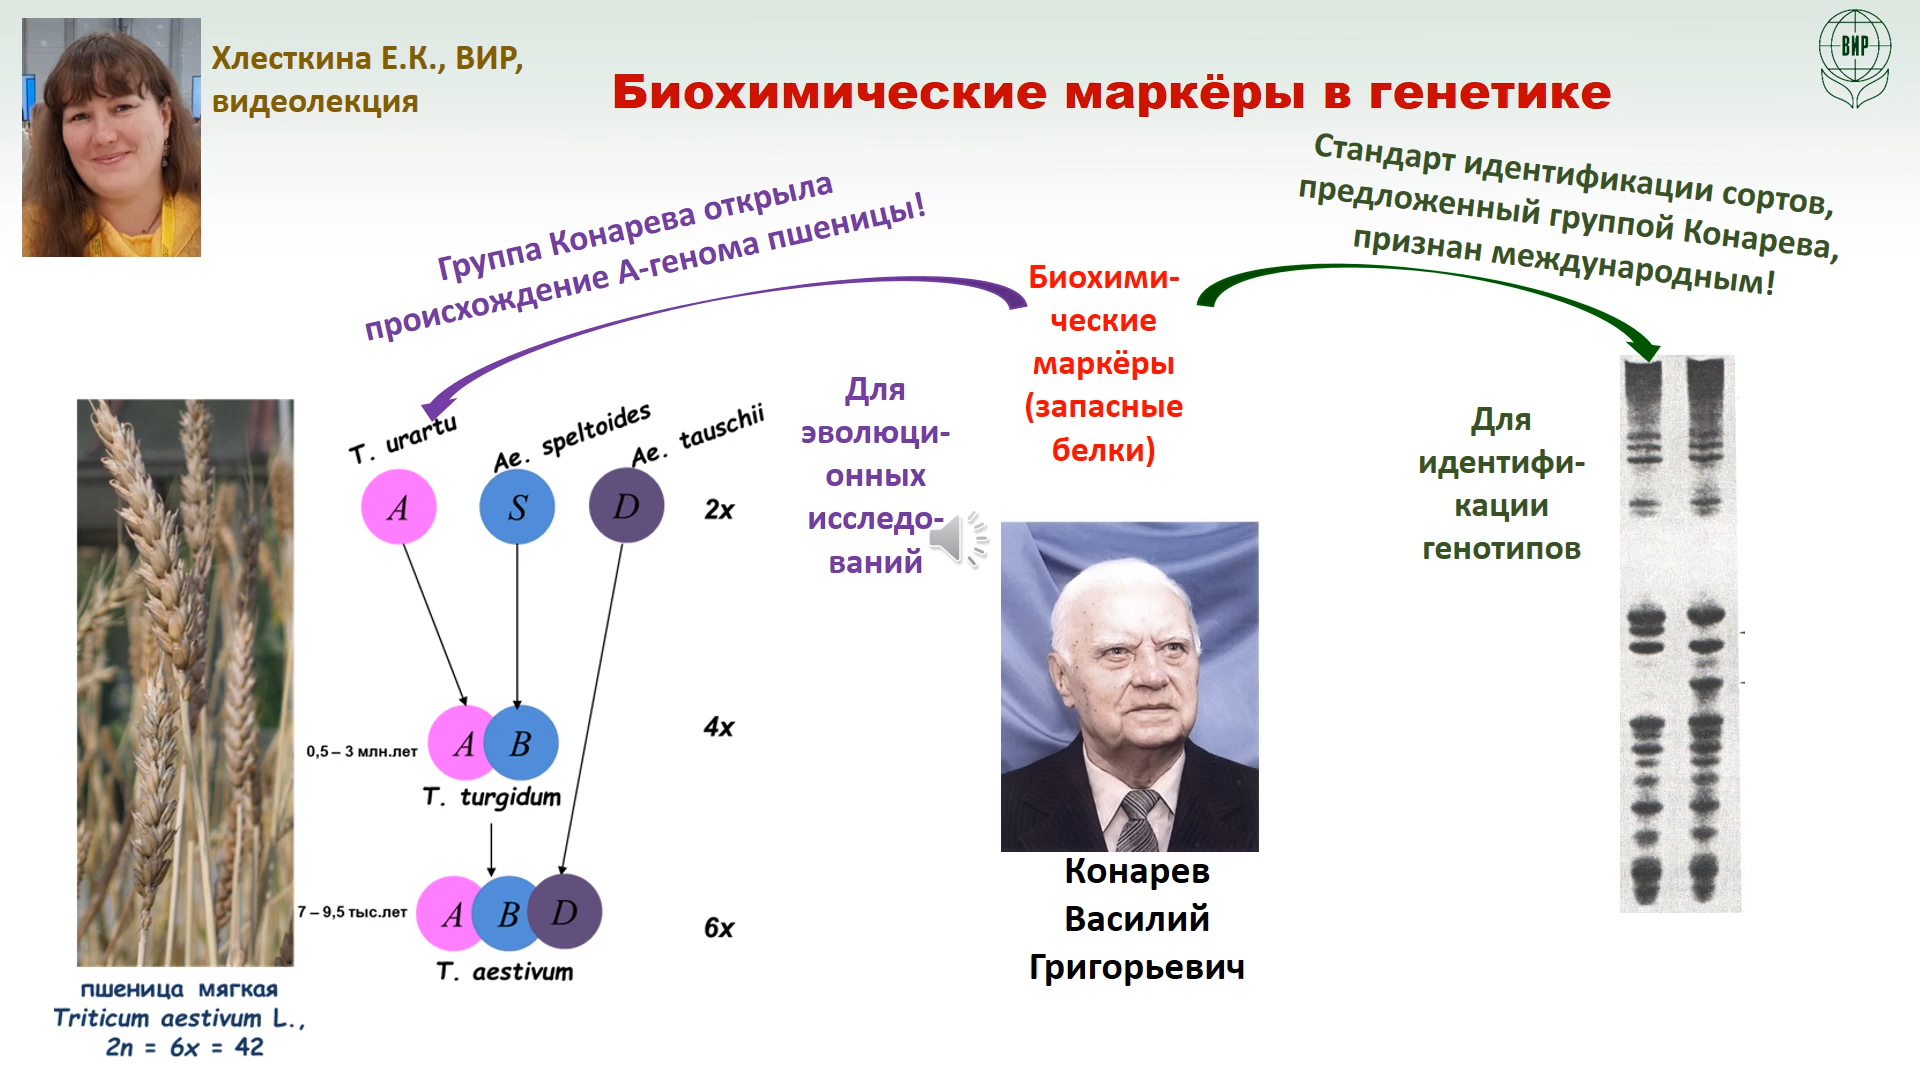 Хлесткина Е.К., ВИР,
видеолекция
Биохимические маркёры в генетике
ВИР
Группа Конарева открыла
происхождение А-генома пшеницы!
Стандарт идентификации сортов,
предложенный группой Конарева,
признан международным!
Биохими-
ческие
маркёры
(запасные
белки)
Для
эволюци-
онных
исследо-
ваний
Для
идентифи-
кации
генотипов
T. urartu
Ae. speltoides
Ae. tauschii
A
S
D
2x
A
B
4x
0,5 – 3 млн.лет
T. turgidum
A
B
D
6x
7 – 9,5 тыс.лет
T. aestivum
пшеница мягкая
Triticum aestivum L.,
2n = 6x = 42
Конарев
Василий
Григорьевич